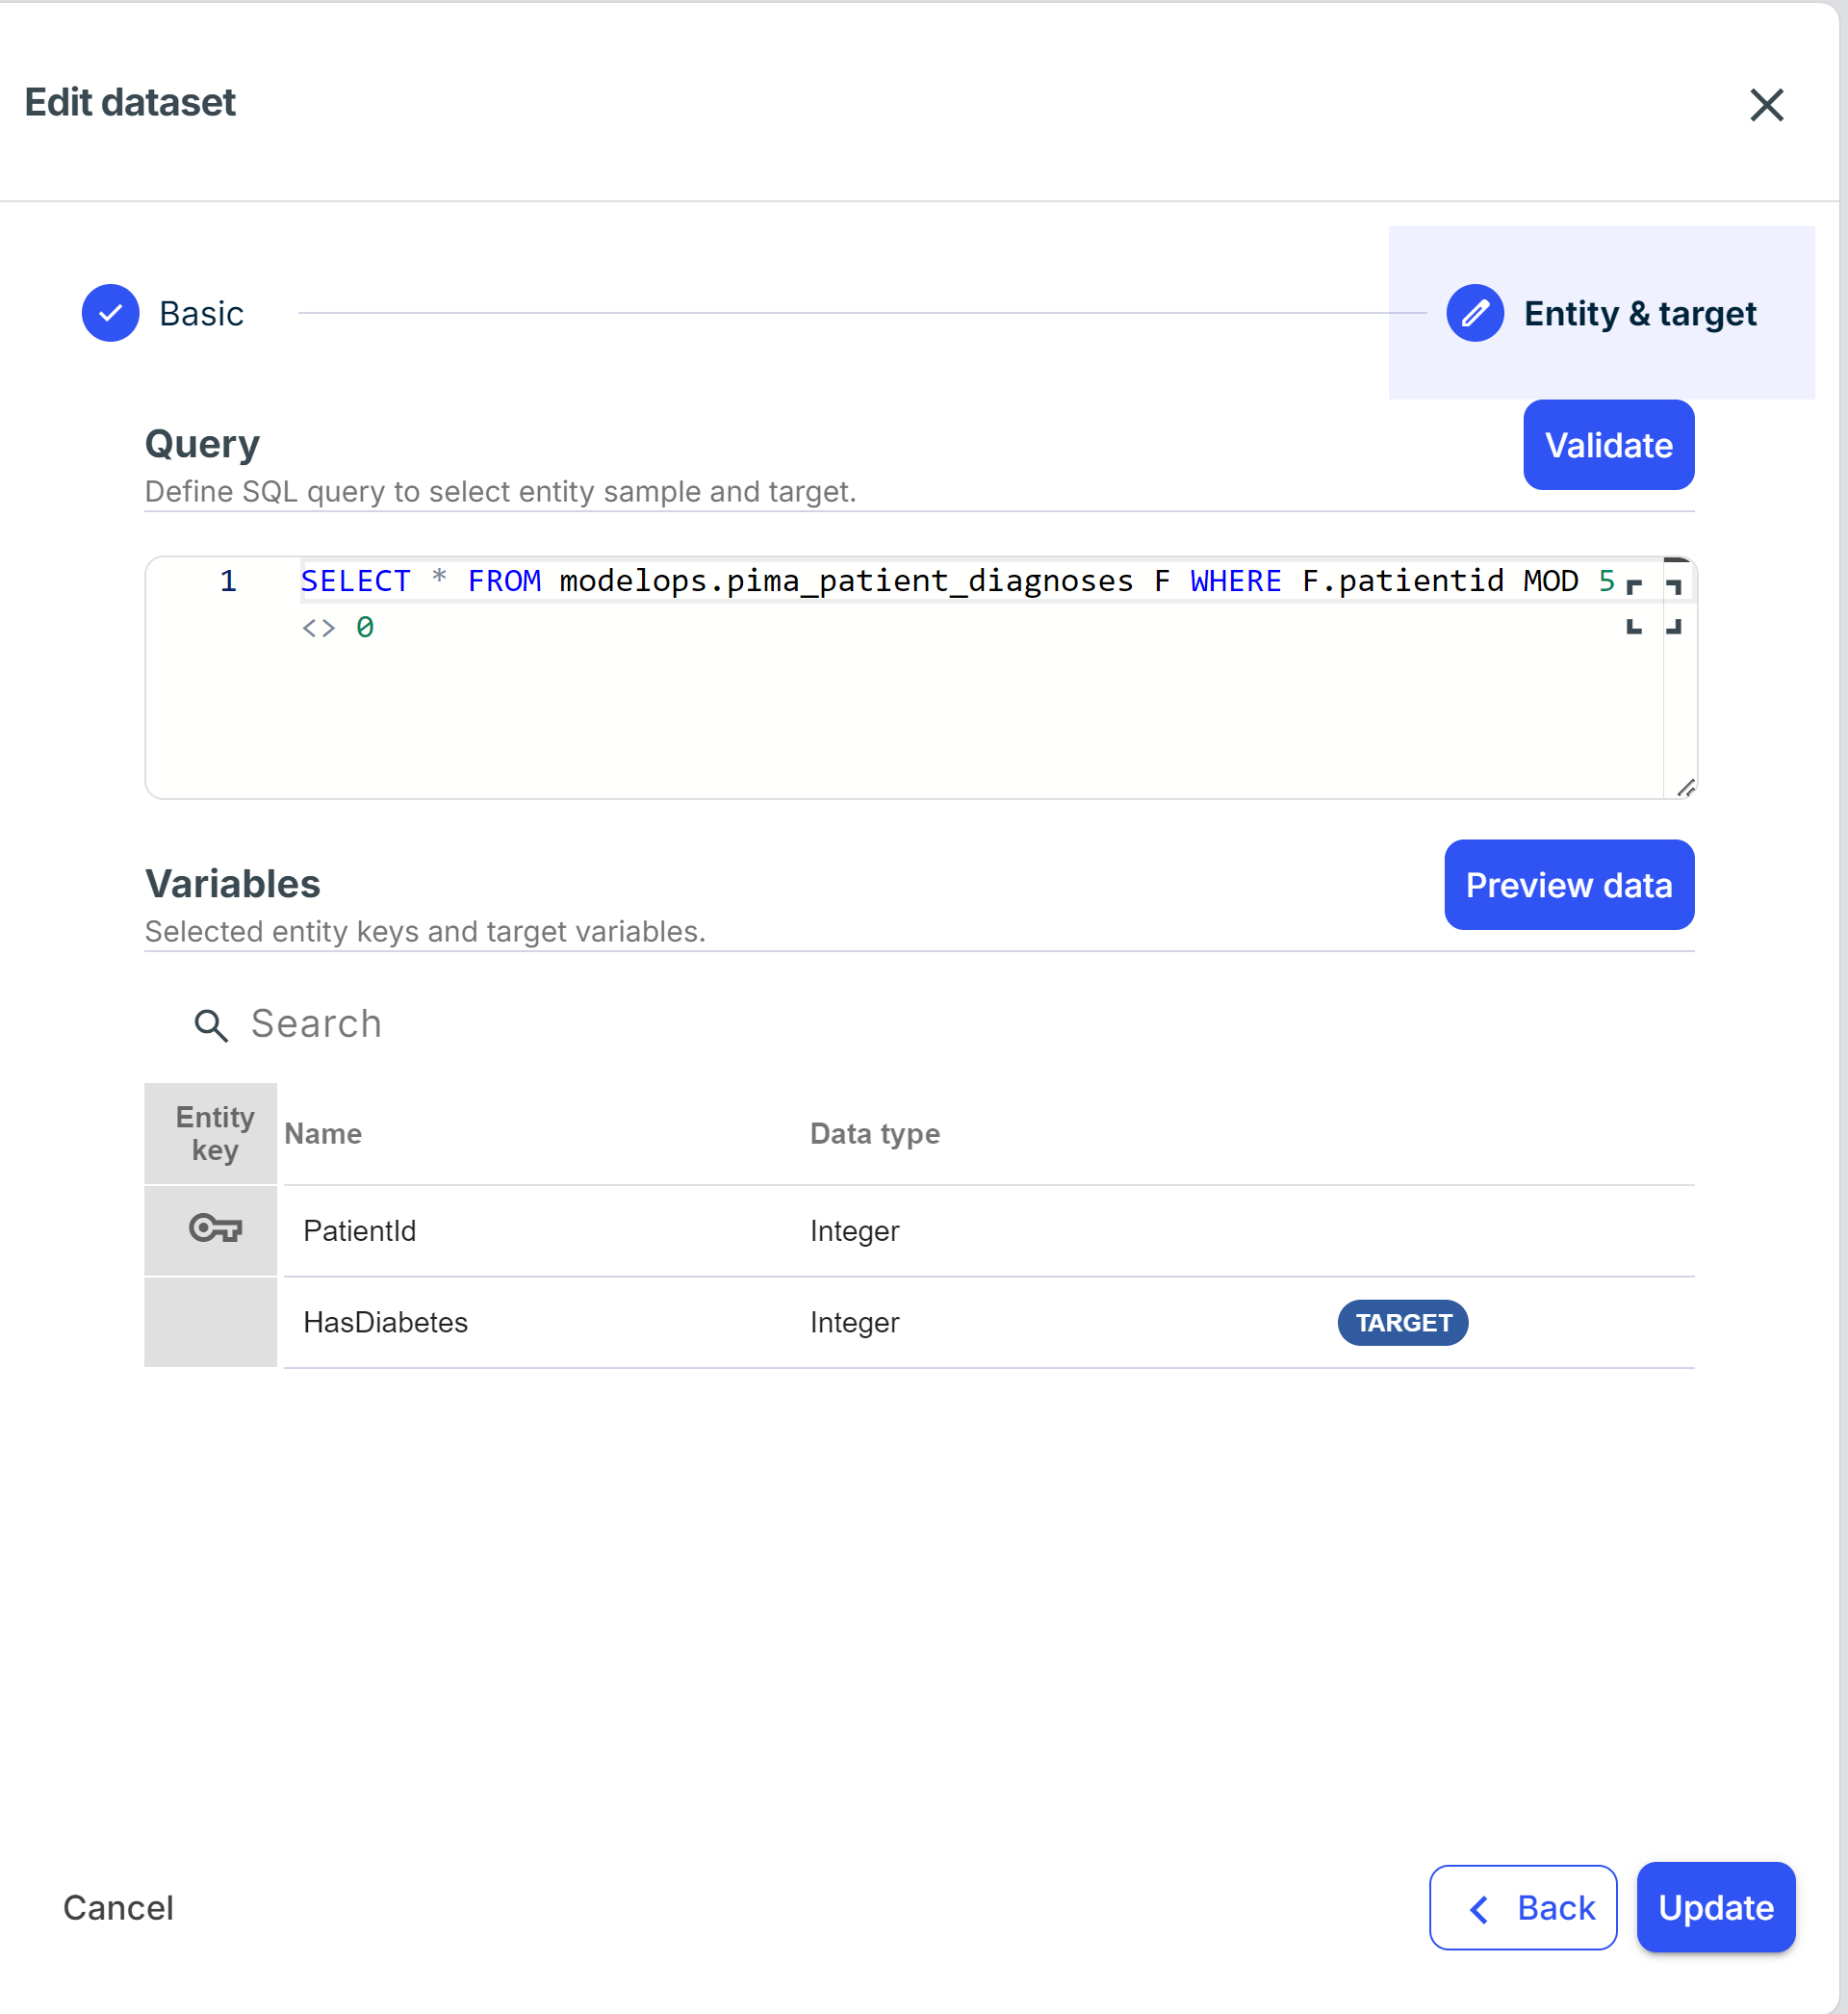 Edit dataset
Basic
Entity & target
Query
Validate
Define SQL query to select entity sample and target.
1 SELECT * FROM modelops.pima_patient_diagnoses F WHERE F.patientid MOD 5
<> 0
Variables
Preview data
Selected entity keys and target variables.
Search
Entity
key
Name Data type
PatientId Integer
HasDiabetes Integer TARGET
Cancel Back Update